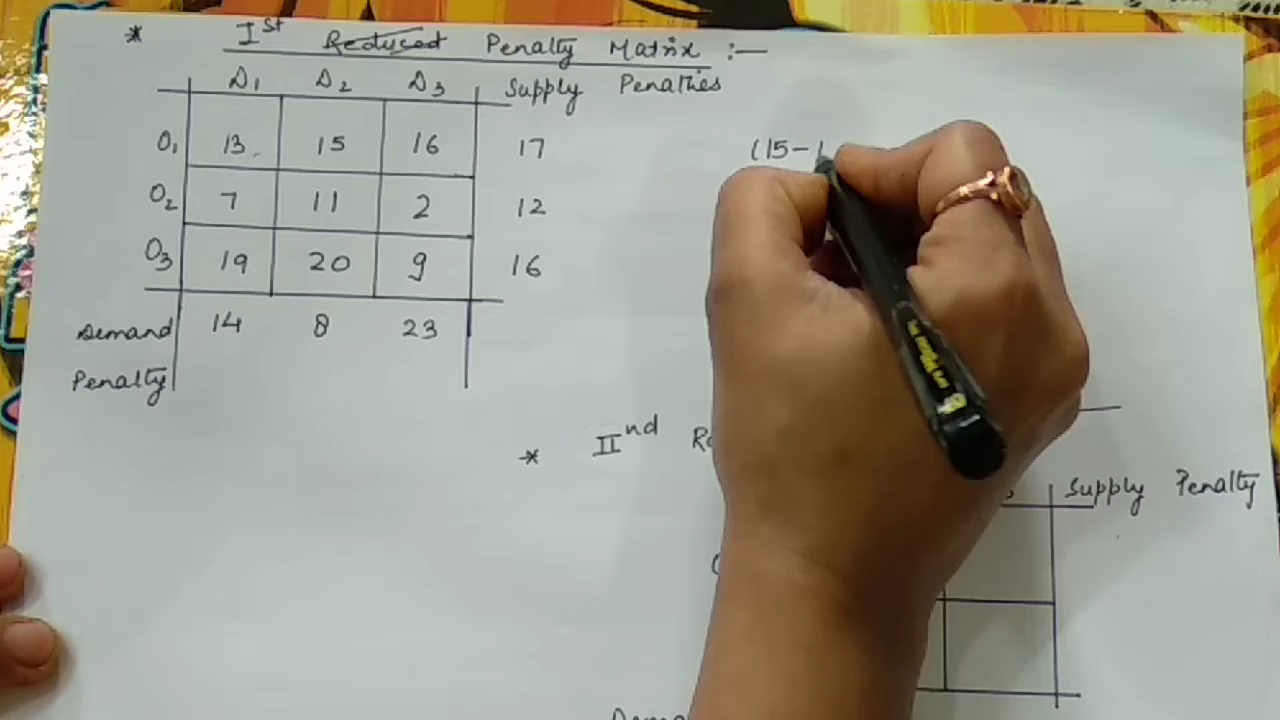 * Ist Reduced Penalty Matrix :-
D1 D2 D3 Supply Penalties
O1 13 15 16 17 (15-1
O2 7 11 2 12
O3 19 20 9 16
Demand 14 8 23
Penalty
* IInd
Supply Penalty